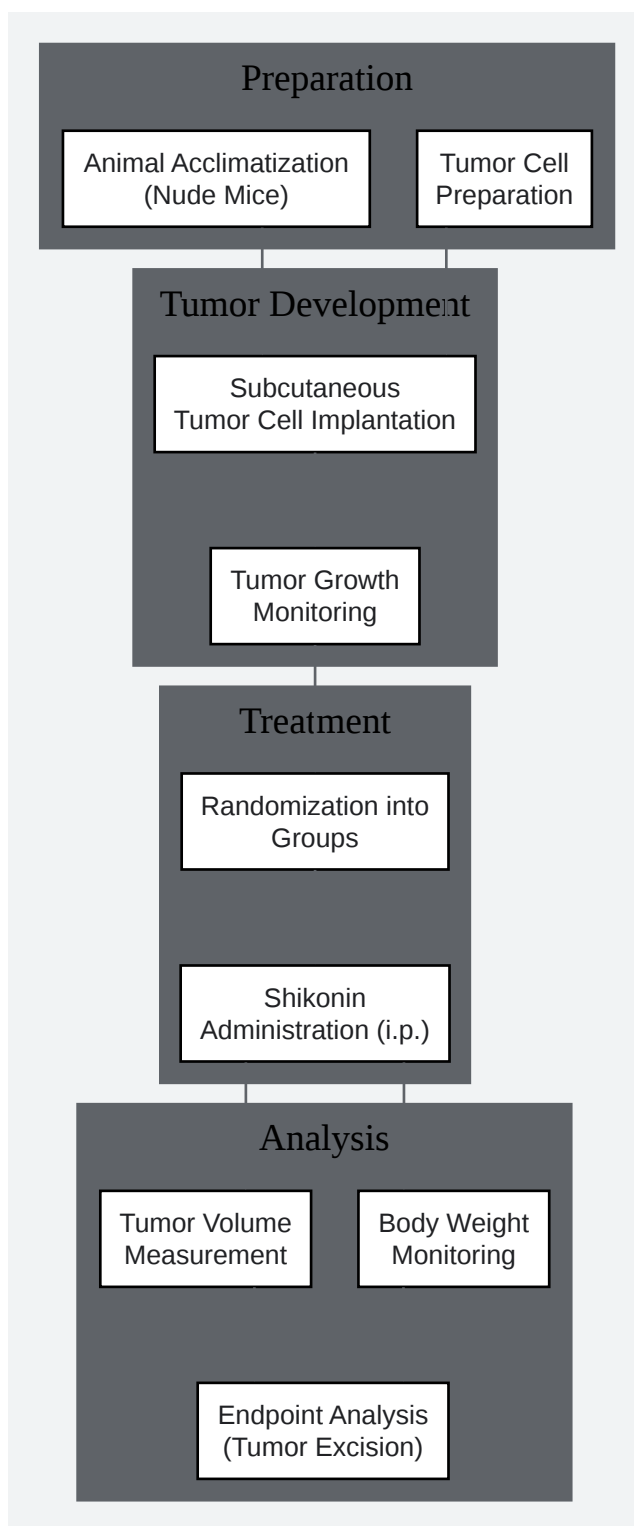 Preparation
Animal Acclimatization
(Nude Mice)
Tumor Cell
Preparation
Tumor Development
Subcutaneous
Tumor Cell Implantation
Tumor Growth
Monitoring
Treatment
Randomization into
Groups
Shikonin
Administration (i.p.)
Analysis
Tumor Volume
Measurement
Body Weight
Monitoring
Endpoint Analysis
(Tumor Excision)